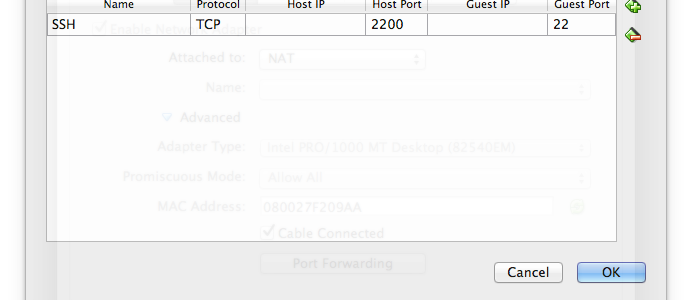 Name Protocol Host IP Host Port Guest IP Guest Port
SSH TCP 2200 22
Enable Network Adapter
Attached to: NAT
Name:
Advanced
Adapter Type: Intel PRO/1000 MT Desktop (82540EM)
Promiscuous Mode: Allow All
MAC Address: 080027F209AA
Cable Connected
Port Forwarding
Cancel OK